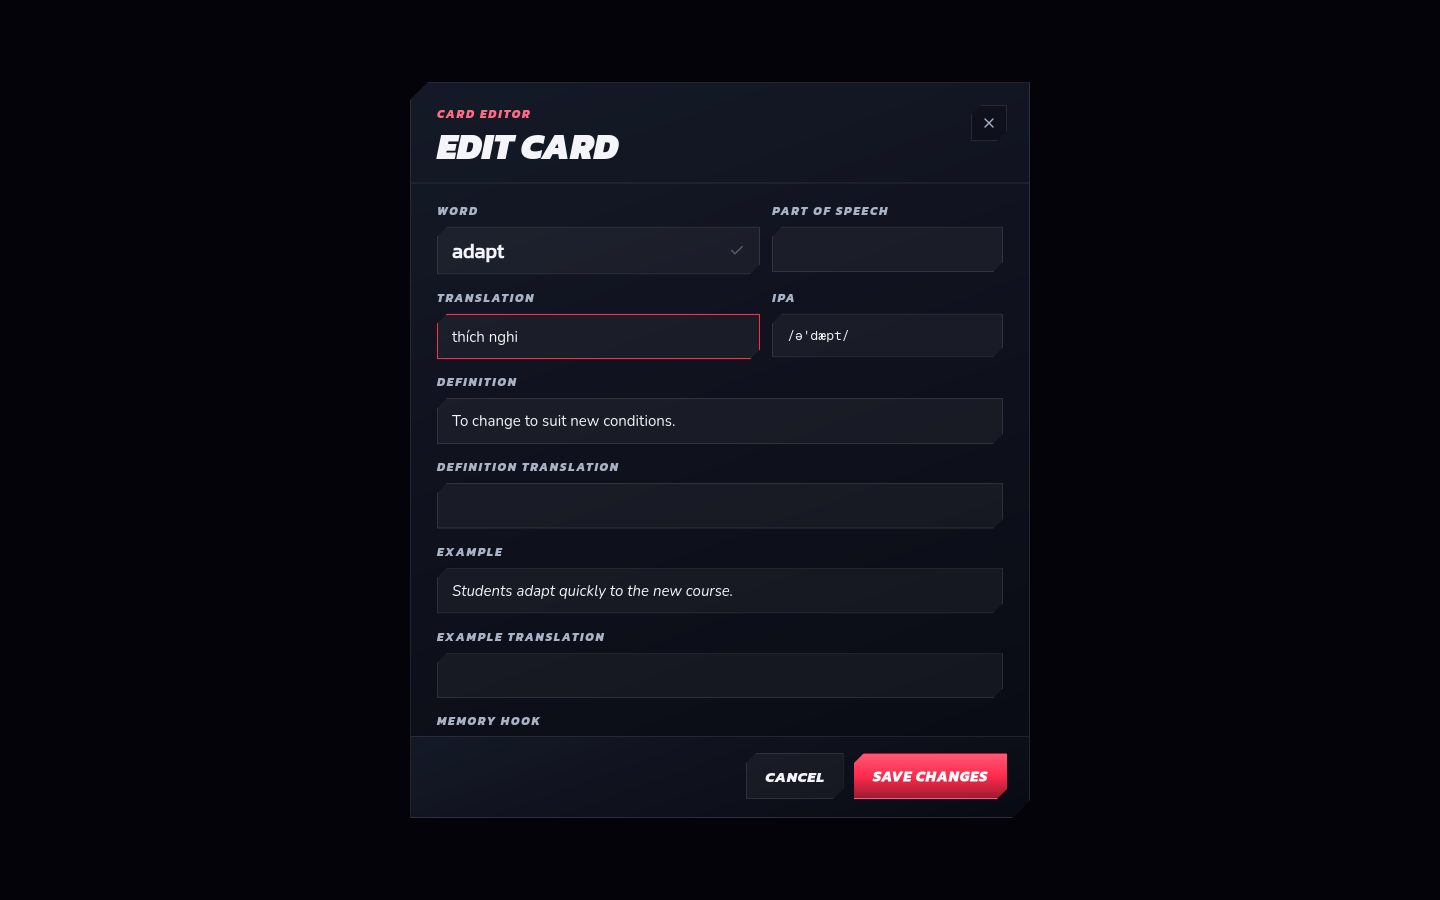 CARD EDITOR
EDIT CARD
WORD
PART OF SPEECH
adapt
TRANSLATION
IPA
thích nghi
/ə'dæpt/
DEFINITION
To change to suit new conditions.
DEFINITION TRANSLATION
EXAMPLE
Students adapt quickly to the new course.
EXAMPLE TRANSLATION
MEMORY HOOK
CANCEL
SAVE CHANGES